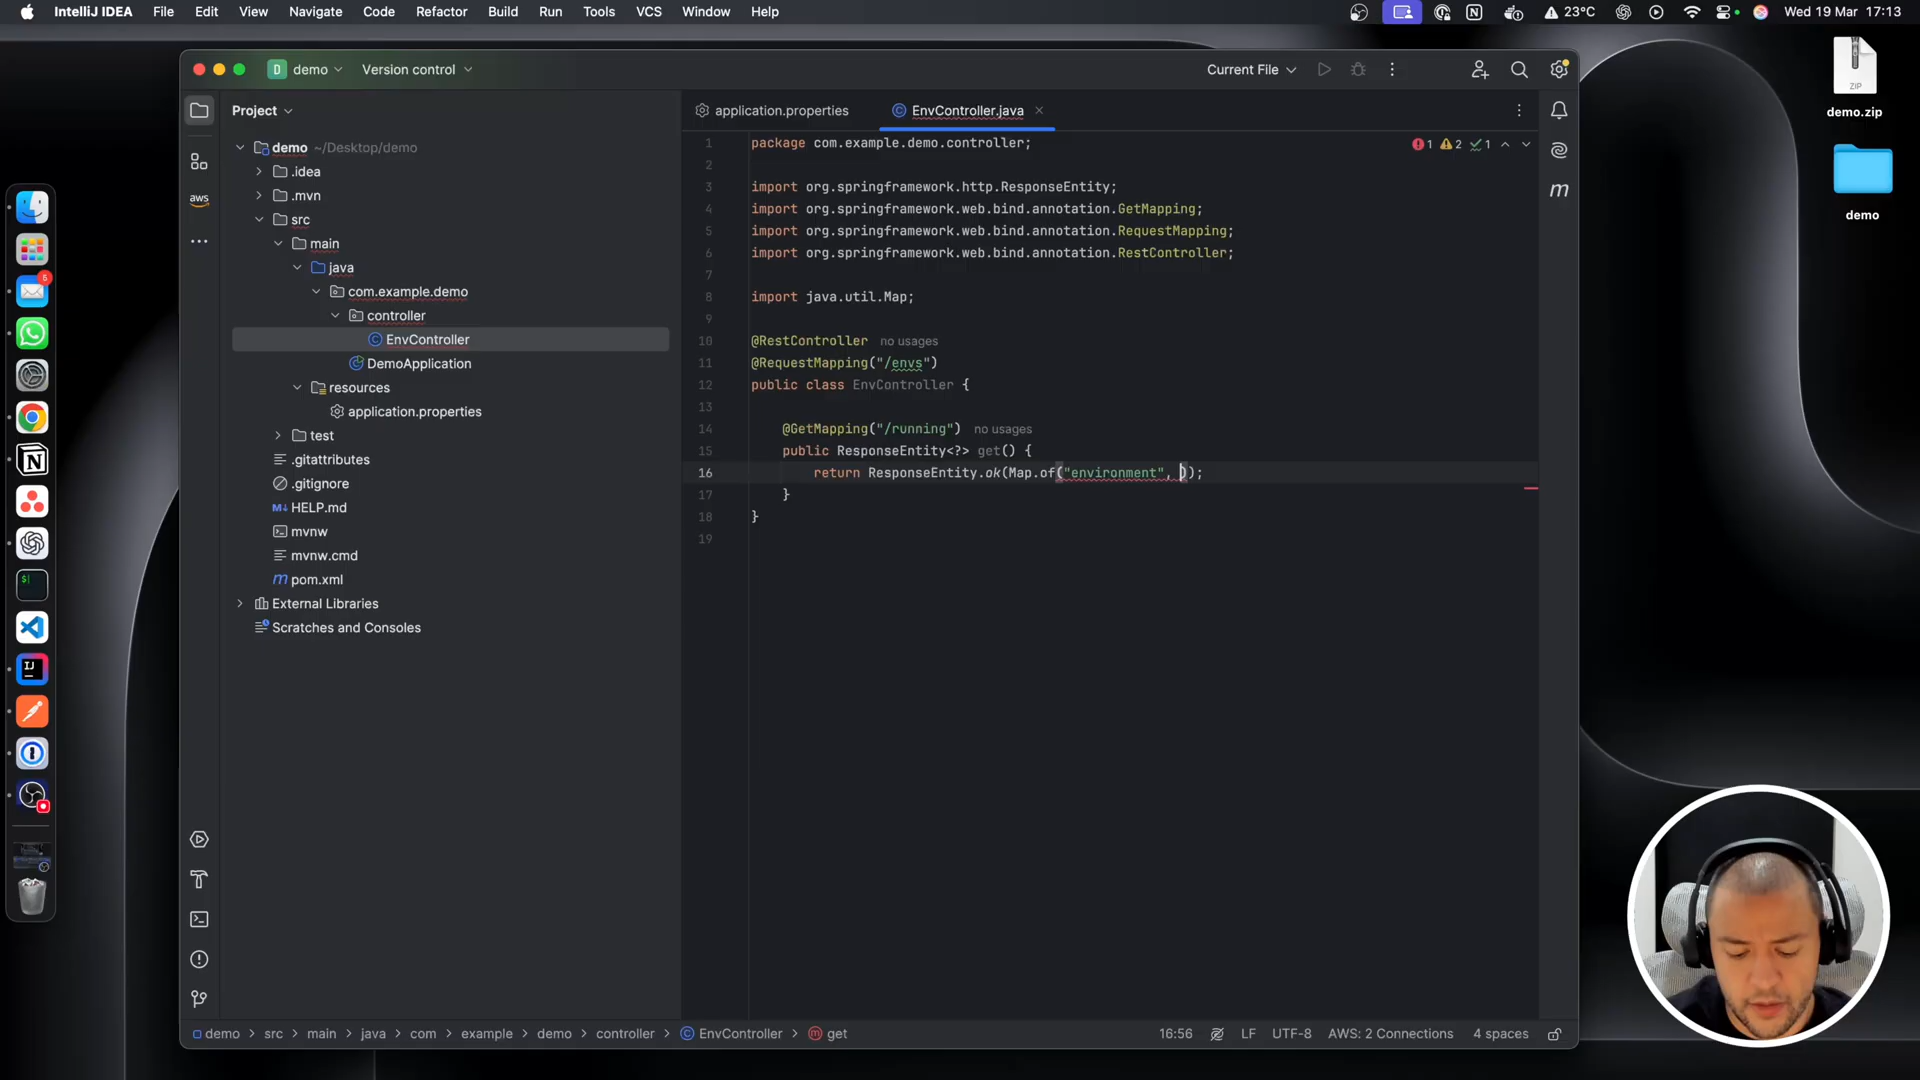 IntelliJ IDEA File Edit View Navigate Code Refactor Build Run Tools VCS Window Help
23°C Wed 19 Mar 17:13
ZIP
demo.zip
demo
D demo Version control
Current File
Project
application.properties
EnvController.java
demo ~/Desktop/demo
.idea
.mvn
src
main
java
com.example.demo
controller
EnvController
DemoApplication
resources
application.properties
test
.gitattributes
.gitignore
M↓ HELP.md
mvnw
mvnw.cmd
m pom.xml
External Libraries
Scratches and Consoles
aws
1 package com.example.demo.controller;
1 2 1
2
3 import org.springframework.http.ResponseEntity;
4 import org.springframework.web.bind.annotation.GetMapping;
5 import org.springframework.web.bind.annotation.RequestMapping;
6 import org.springframework.web.bind.annotation.RestController;
7
8 import java.util.Map;
9
10 @RestController no usages
11 @RequestMapping("/envs")
12 public class EnvController {
13
14 @GetMapping("/running") no usages
15 public ResponseEntity<?> get() {
16 return ResponseEntity.ok(Map.of("environment", ));
17 }
18 }
19
m
demo > src > main > java > com > example > demo > controller > EnvController > get
16:56 LF UTF-8 AWS: 2 Connections 4 spaces